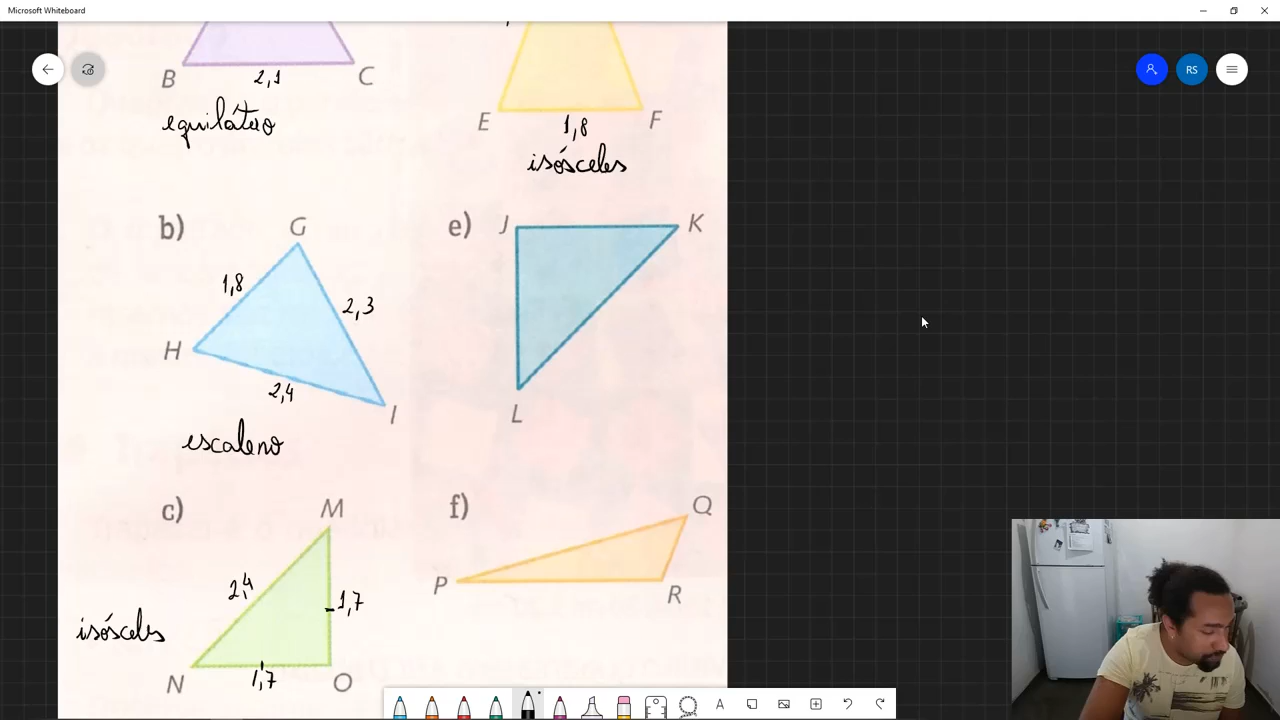 Microsoft Whiteboard
RS
B
2,1
C
equilátero
E
1,8
F
isósceles
b)
G
1,8
2,3
H
2,4
I
escaleno
e)
J
K
L
c)
M
2,4
1,7
isósceles
N
1,7
O
f)
Q
P
R
A